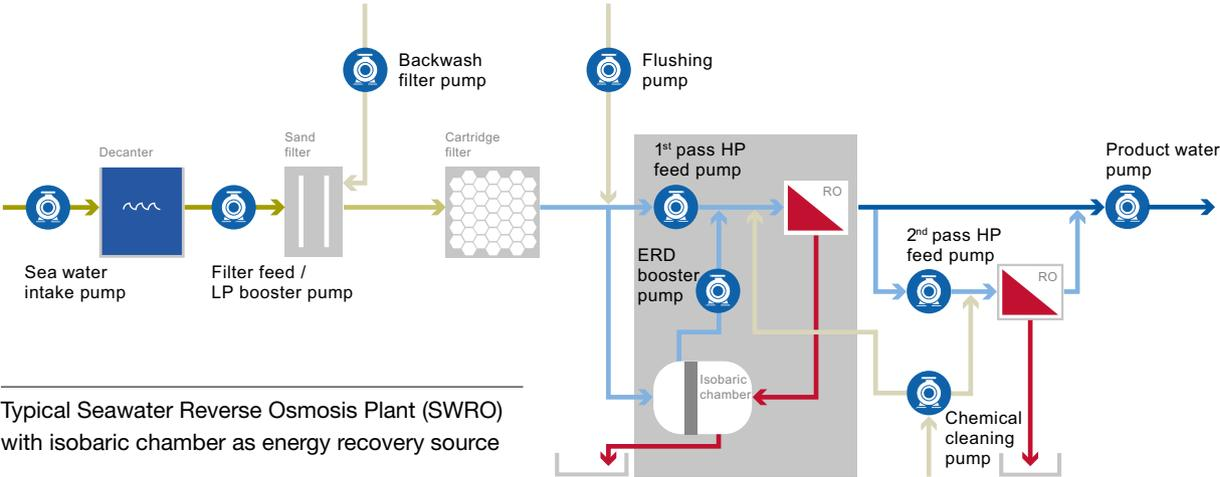 Backwash
filter pump
Flushing
pump
Sand
filter
Cartridge
filter
Decanter
1st pass HP
feed pump
RO
Product water
pump
2nd pass HP
feed pump
RO
Sea water
intake pump
Filter feed /
LP booster pump
ERD
booster
pump
Isobaric
chamber
Chemical
cleaning
pump
Typical Seawater Reverse Osmosis Plant (SWRO)
with isobaric chamber as energy recovery source